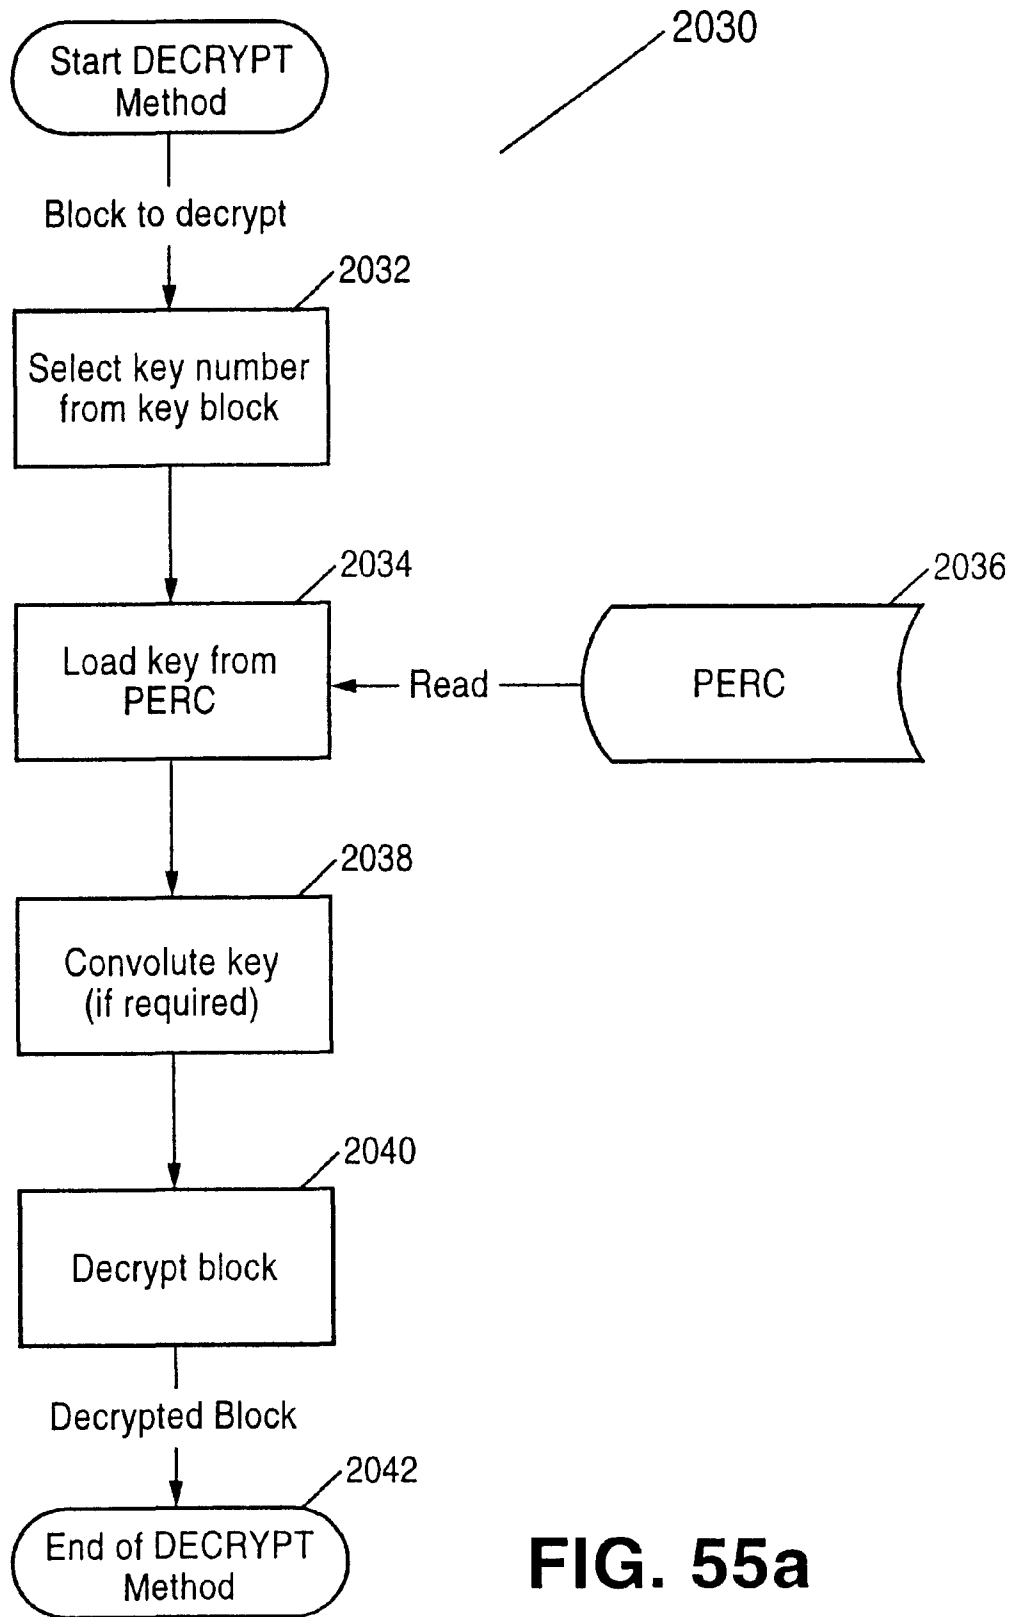 2030
Start DECRYPT
Method
Block to decrypt
2032
Select key number
from key block
2034
Load key from
PERC
Read
2036
PERC
2038
Convolute key
(if required)
2040
Decrypt block
Decrypted Block
2042
End of DECRYPT
Method
FIG. 55a